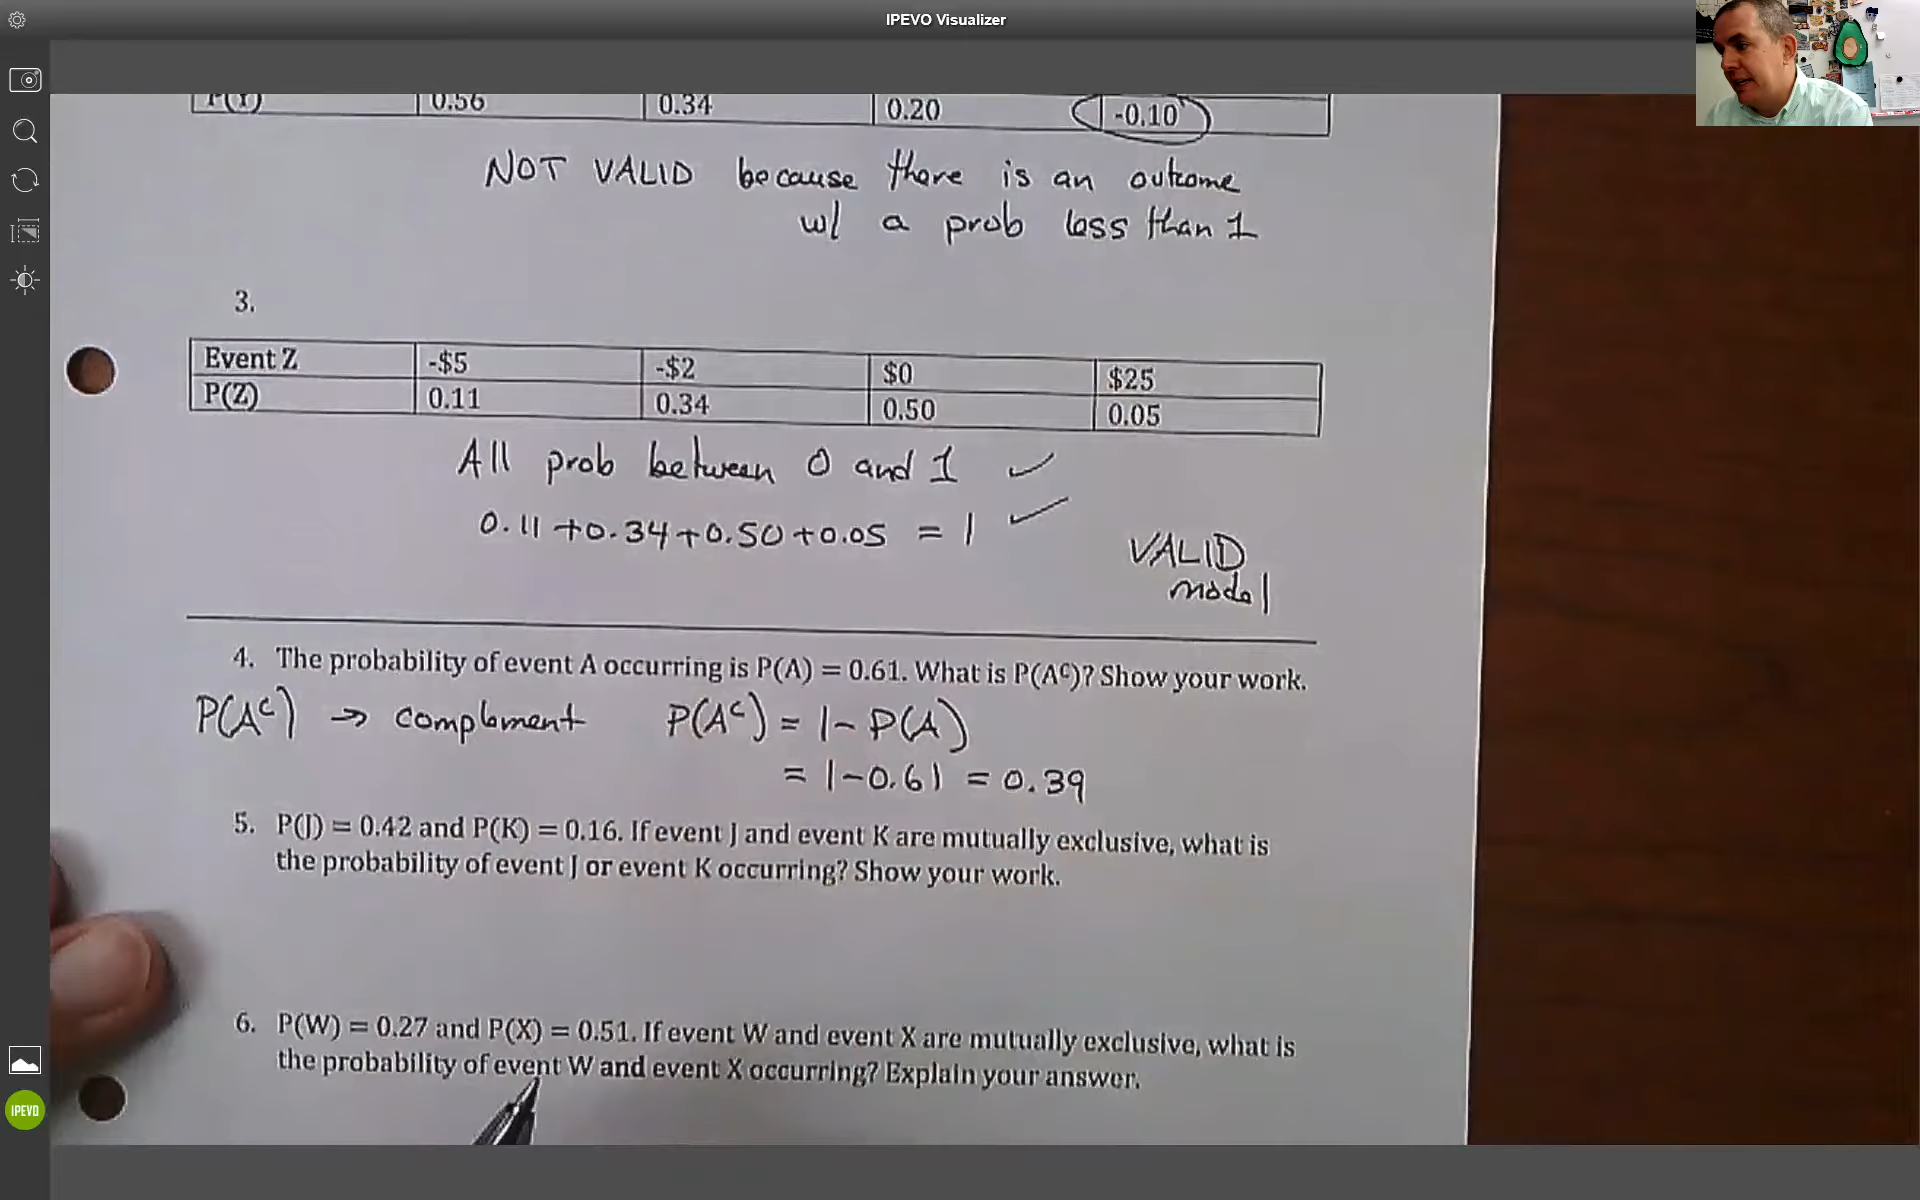 IPEVO Visualizer
P(Y) 0.56 0.34 0.20 -0.10
NOT VALID because there is an outcome
w/ a prob less than 1
3.
Event Z -$5 -$2 $0 $25
P(Z) 0.11 0.34 0.50 0.05
All prob between 0 and 1 ✓
0.11+0.34+0.50+0.05 = 1 ✓
VALID
model
4. The probability of event A occurring is P(A) = 0.61. What is P(Aᶜ)? Show your work.
P(Aᶜ) → complement P(Aᶜ) = 1 - P(A)
= 1-0.61 = 0.39
5. P(J) = 0.42 and P(K) = 0.16. If event J and event K are mutually exclusive, what is
the probability of event J or event K occurring? Show your work.
6. P(W) = 0.27 and P(X) = 0.51. If event W and event X are mutually exclusive, what is
the probability of event W and event X occurring? Explain your answer.
IPEVO